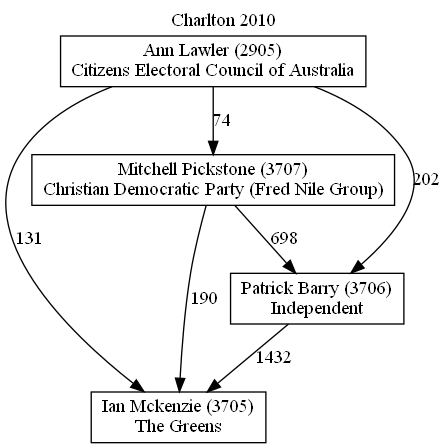 Charlton 2010
Ann Lawler (2905)
Citizens Electoral Council of Australia
74
Mitchell Pickstone (3707)
Christian Democratic Party (Fred Nile Group)
202
131
698
Patrick Barry (3706)
Independent
190
1432
Ian Mckenzie (3705)
The Greens